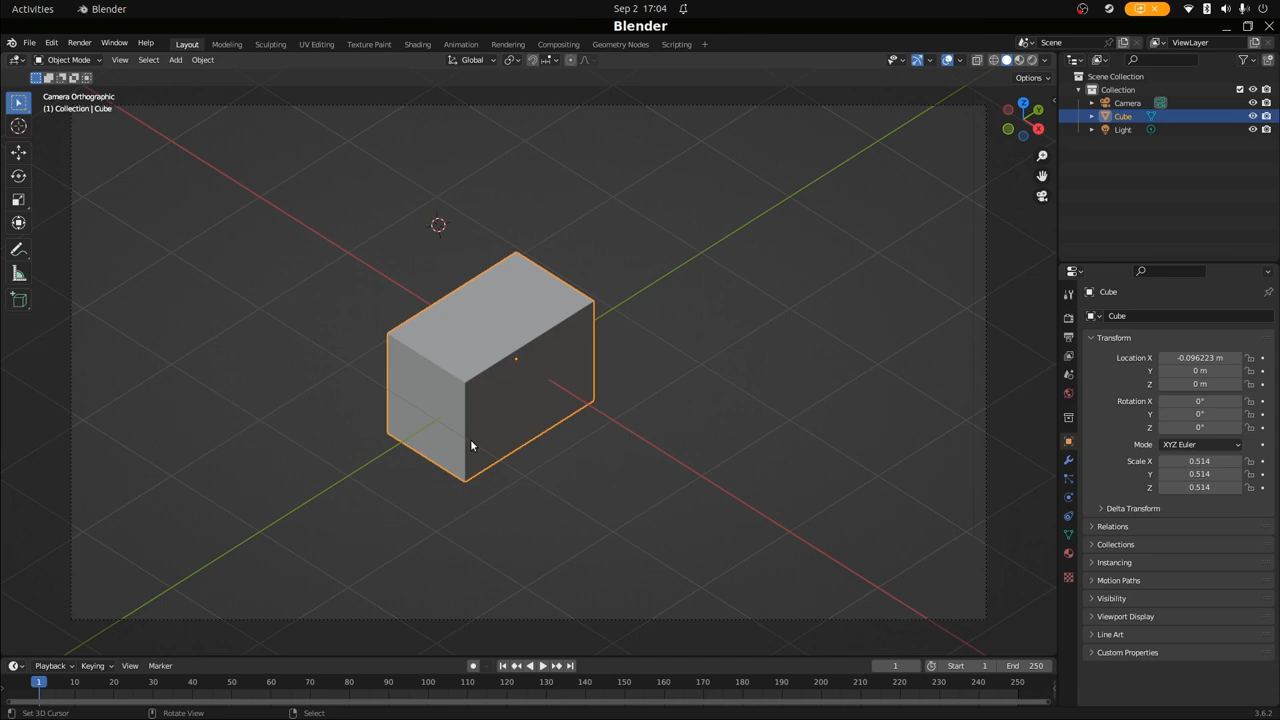 Activities Blender Sep 2 17:04
Blender
File Edit Render Window Help Layout Modeling Sculpting UV Editing Texture Paint Shading Animation Rendering Compositing Geometry Nodes Scripting + Scene ViewLayer
Object Mode View Select Add Object Global
Options
Camera Orthographic
(1) Collection | Cube
Z
Y
X
Scene Collection
Collection
Camera
Cube
Light
Cube
Cube
Transform
Location X -0.096223 m
Y 0 m
Z 0 m
Rotation X 0°
Y 0°
Z 0°
Mode XYZ Euler
Scale X 0.514
Y 0.514
Z 0.514
Delta Transform
Relations
Collections
Instancing
Motion Paths
Visibility
Viewport Display
Line Art
Custom Properties
Playback Keying View Marker 1 Start 1 End 250
1 10 20 30 40 50 60 70 80 90 100 110 120 130 140 150 160 170 180 190 200 210 220 230 240 250
Set 3D Cursor Rotate View Select 3.6.2